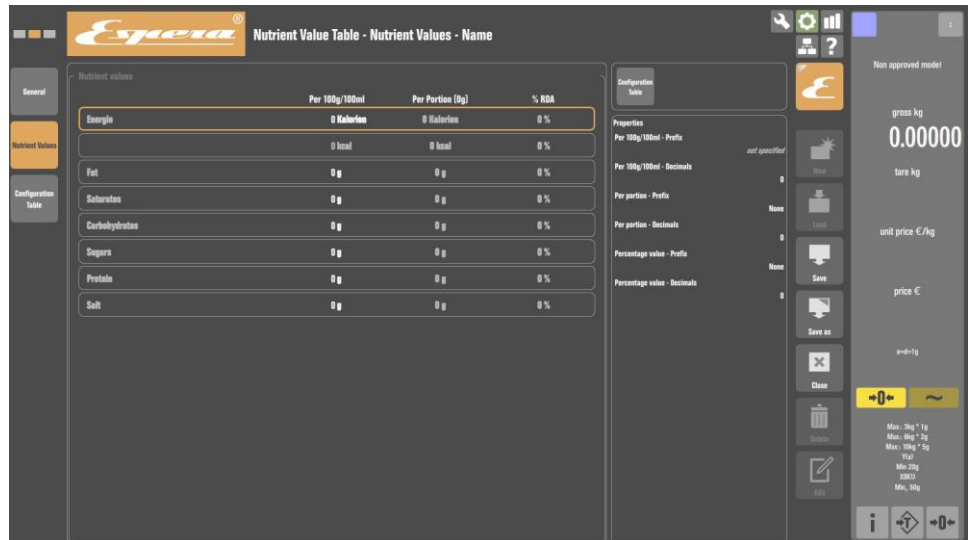 Espera®
Nutrient Value Table - Nutrient Values - Name
?
1
General
Nutrient Values
Configuration
Table
Nutrient values
Per 100g/100ml Per Portion (0g) % RDA
Energie 0 Kalorien 0 Kalorien 0 %
0 kcal 0 kcal 0 %
Fat 0 g 0 g 0 %
Saturates 0 g 0 g 0 %
Carbohydrates 0 g 0 g 0 %
Sugars 0 g 0 g 0 %
Protein 0 g 0 g 0 %
Salt 0 g 0 g 0 %
Configuration
Table
Properties
Per 100g/100ml - Prefix
not specified
Per 100g/100ml - Decimals
0
Per portion - Prefix
None
Per portion - Decimals
0
Percentage value - Prefix
None
Percentage value - Decimals
0
E
New
Load
Save
Save as
Close
Delete
Edit
Non approved mode!
gross kg
0.00000
tare kg
unit price €/kg
price €
e=d=1g
→0←
~
Max: 3kg * 1g
Max: 6kg * 2g
Max: 10kg * 5g
Y(a)
Min 20g
Min, 50g
i
→T
→0←